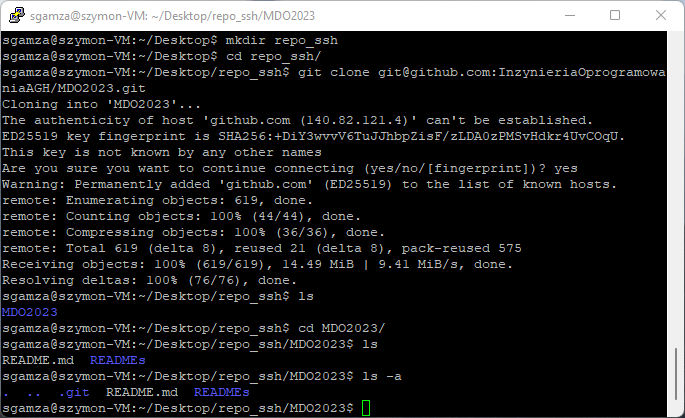 sgamza@szymon-VM: ~/Desktop/repo_ssh/MDO2023
sgamza@szymon-VM:~/Desktop$ mkdir repo_ssh
sgamza@szymon-VM:~/Desktop$ cd repo_ssh/
sgamza@szymon-VM:~/Desktop/repo_ssh$ git clone git@github.com:InzynieriaOprogramowa
niaAGH/MDO2023.git
Cloning into 'MDO2023'...
The authenticity of host 'github.com (140.82.121.4)' can't be established.
ED25519 key fingerprint is SHA256:+DiY3wvvV6TuJJhbpZisF/zLDA0zPMSvHdkr4UvCOqU.
This key is not known by any other names
Are you sure you want to continue connecting (yes/no/[fingerprint])? yes
Warning: Permanently added 'github.com' (ED25519) to the list of known hosts.
remote: Enumerating objects: 619, done.
remote: Counting objects: 100% (44/44), done.
remote: Compressing objects: 100% (36/36), done.
remote: Total 619 (delta 8), reused 21 (delta 8), pack-reused 575
Receiving objects: 100% (619/619), 14.49 MiB | 9.41 MiB/s, done.
Resolving deltas: 100% (76/76), done.
sgamza@szymon-VM:~/Desktop/repo_ssh$ ls
MDO2023
sgamza@szymon-VM:~/Desktop/repo_ssh$ cd MDO2023/
sgamza@szymon-VM:~/Desktop/repo_ssh/MDO2023$ ls
README.md  READMEs
sgamza@szymon-VM:~/Desktop/repo_ssh/MDO2023$ ls -a
.  ..  .git  README.md  READMEs
sgamza@szymon-VM:~/Desktop/repo_ssh/MDO2023$